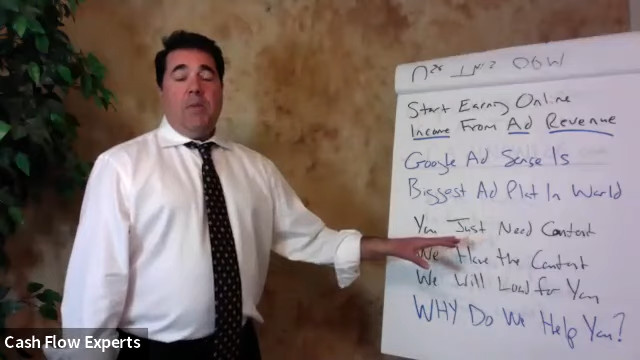 Start Earning Online
Income From Ad Revenue
Google Ad Sense Is
Biggest Ad Plat In World
You Just Need Content
We Have the Content
We Will Load for You
WHY Do We Help You?
Cash Flow Experts